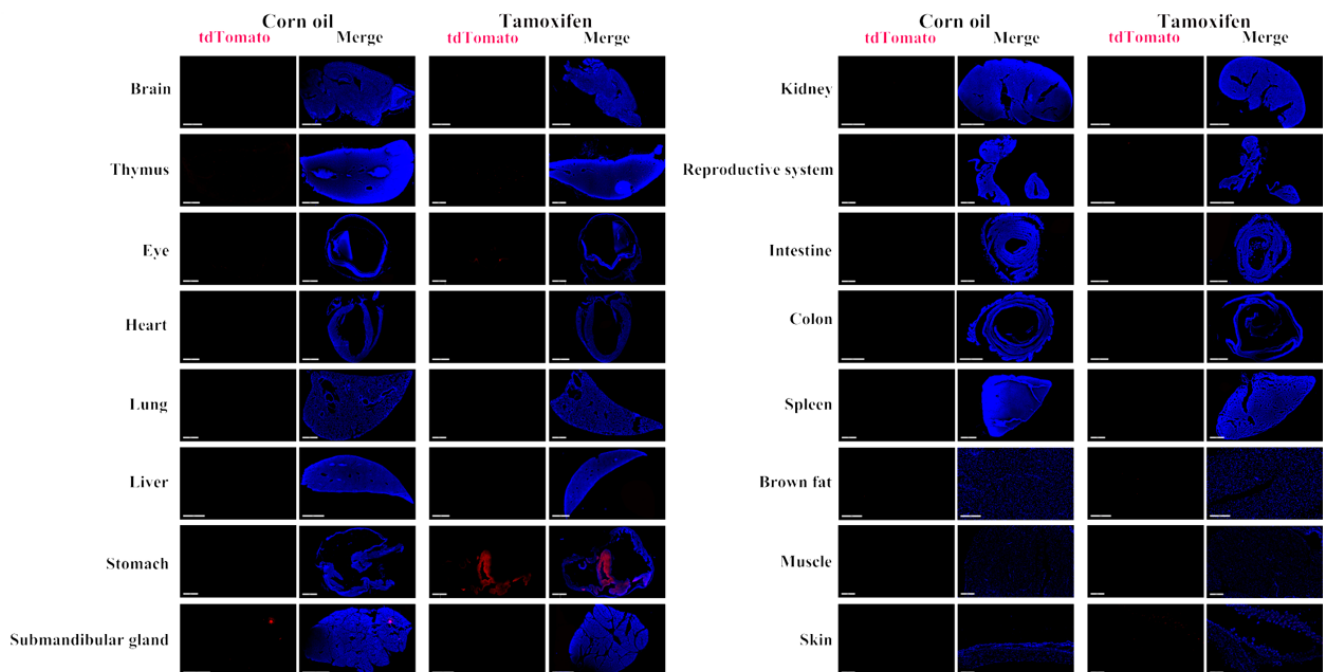 Corn oil Tamoxifen
tdTomato Merge tdTomato Merge
Brain
Thymus
Eye
Heart
Lung
Liver
Stomach
Submandibular gland
Corn oil Tamoxifen
tdTomato Merge tdTomato Merge
Kidney
Reproductive system
Intestine
Colon
Spleen
Brown fat
Muscle
Skin